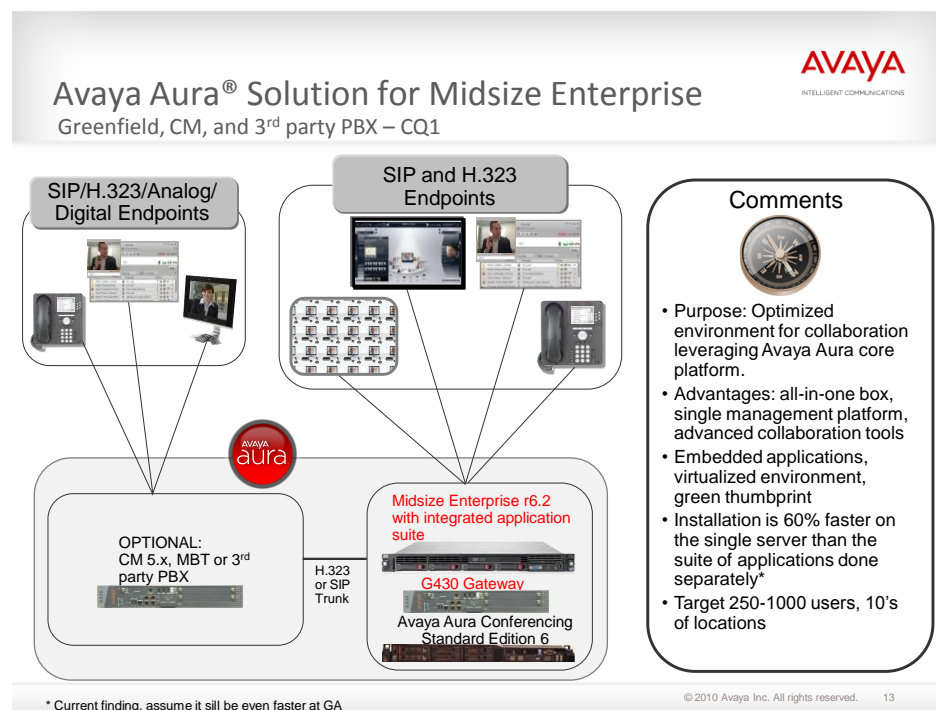 AVAYA
INTELLIGENT COMMUNICATIONS
Avaya Aura® Solution for Midsize Enterprise
Greenfield, CM, and 3rd party PBX – CQ1
SIP/H.323/Analog/
Digital Endpoints
SIP and H.323
Endpoints
AVAYA
aura
OPTIONAL:
CM 5.x, MBT or 3rd
party PBX
H.323
or SIP
Trunk
Midsize Enterprise r6.2
with integrated application
suite
G430 Gateway
Avaya Aura Conferencing
Standard Edition 6
Comments
• Purpose: Optimized
environment for collaboration
leveraging Avaya Aura core
platform.
• Advantages: all-in-one box,
single management platform,
advanced collaboration tools
• Embedded applications,
virtualized environment,
green thumbprint
• Installation is 60% faster on
the single server than the
suite of applications done
separately*
• Target 250-1000 users, 10's
of locations
* Current finding, assume it sill be even faster at GA
© 2010 Avaya Inc. All rights reserved. 13